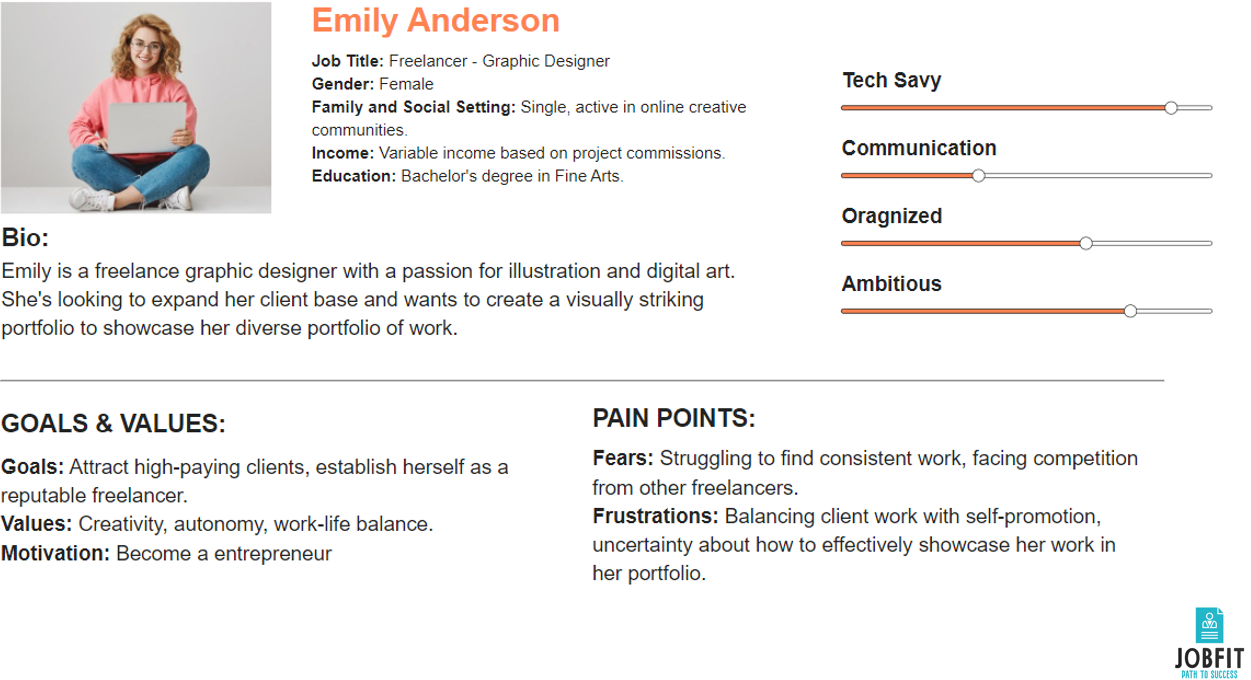 Emily Anderson
Job Title: Freelancer - Graphic Designer
Gender: Female
Family and Social Setting: Single, active in online creative
communities.
Income: Variable income based on project commissions.
Education: Bachelor's degree in Fine Arts.
Tech Savy
Communication
Oragnized
Ambitious
Bio:
Emily is a freelance graphic designer with a passion for illustration and digital art.
She's looking to expand her client base and wants to create a visually striking
portfolio to showcase her diverse portfolio of work.
GOALS & VALUES:
Goals: Attract high-paying clients, establish herself as a
reputable freelancer.
Values: Creativity, autonomy, work-life balance.
Motivation: Become a entrepreneur
PAIN POINTS:
Fears: Struggling to find consistent work, facing competition
from other freelancers.
Frustrations: Balancing client work with self-promotion,
uncertainty about how to effectively showcase her work in
her portfolio.
JOBFIT
PATH TO SUCCESS